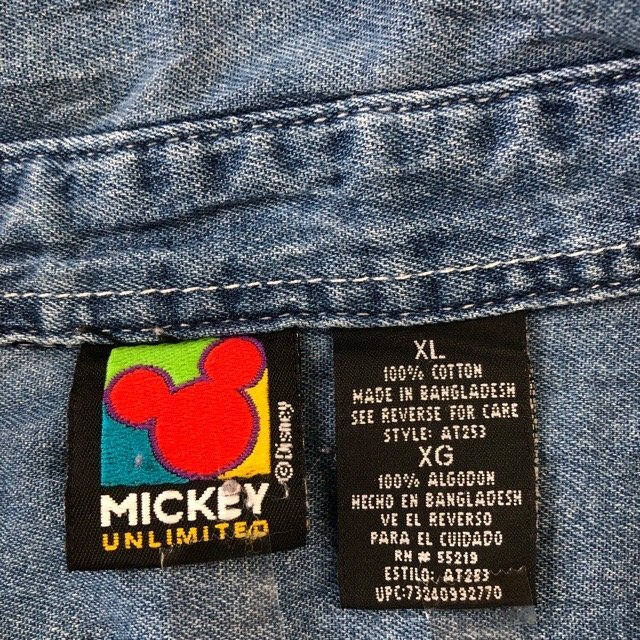 MICKEY
UNLIMITED
©Disney
XL
100% COTTON
MADE IN BANGLADESH
SEE REVERSE FOR CARE
STYLE: AT253
XG
100% ALGODON
HECHO EN BANGLADESH
VE EL REVERSO
PARA EL CUIDADO
RN # 55219
ESTILO: AT253
UPC:73240992770